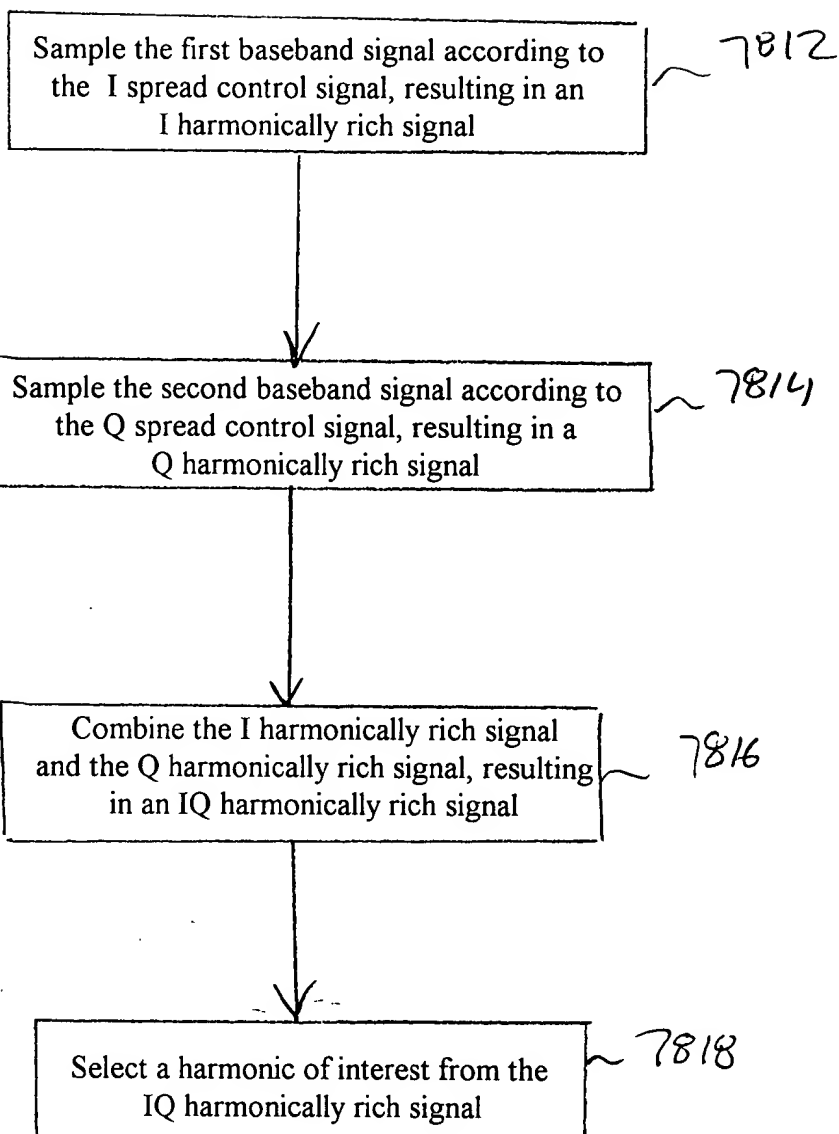 Sample the first baseband signal according to
the I spread control signal, resulting in an
I harmonically rich signal
7812
Sample the second baseband signal according to
the Q spread control signal, resulting in a
Q harmonically rich signal
7814
Combine the I harmonically rich signal
and the Q harmonically rich signal, resulting
in an IQ harmonically rich signal
7816
Select a harmonic of interest from the
IQ harmonically rich signal
7818